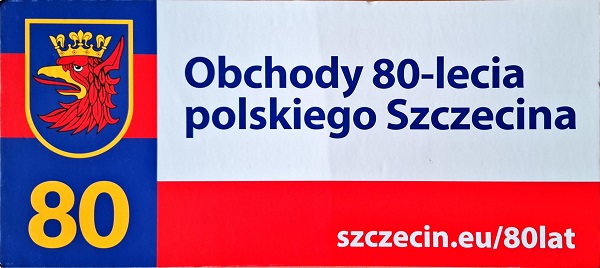 Obchody 80-lecia
polskiego Szczecina
80
szczecin.eu/80lat